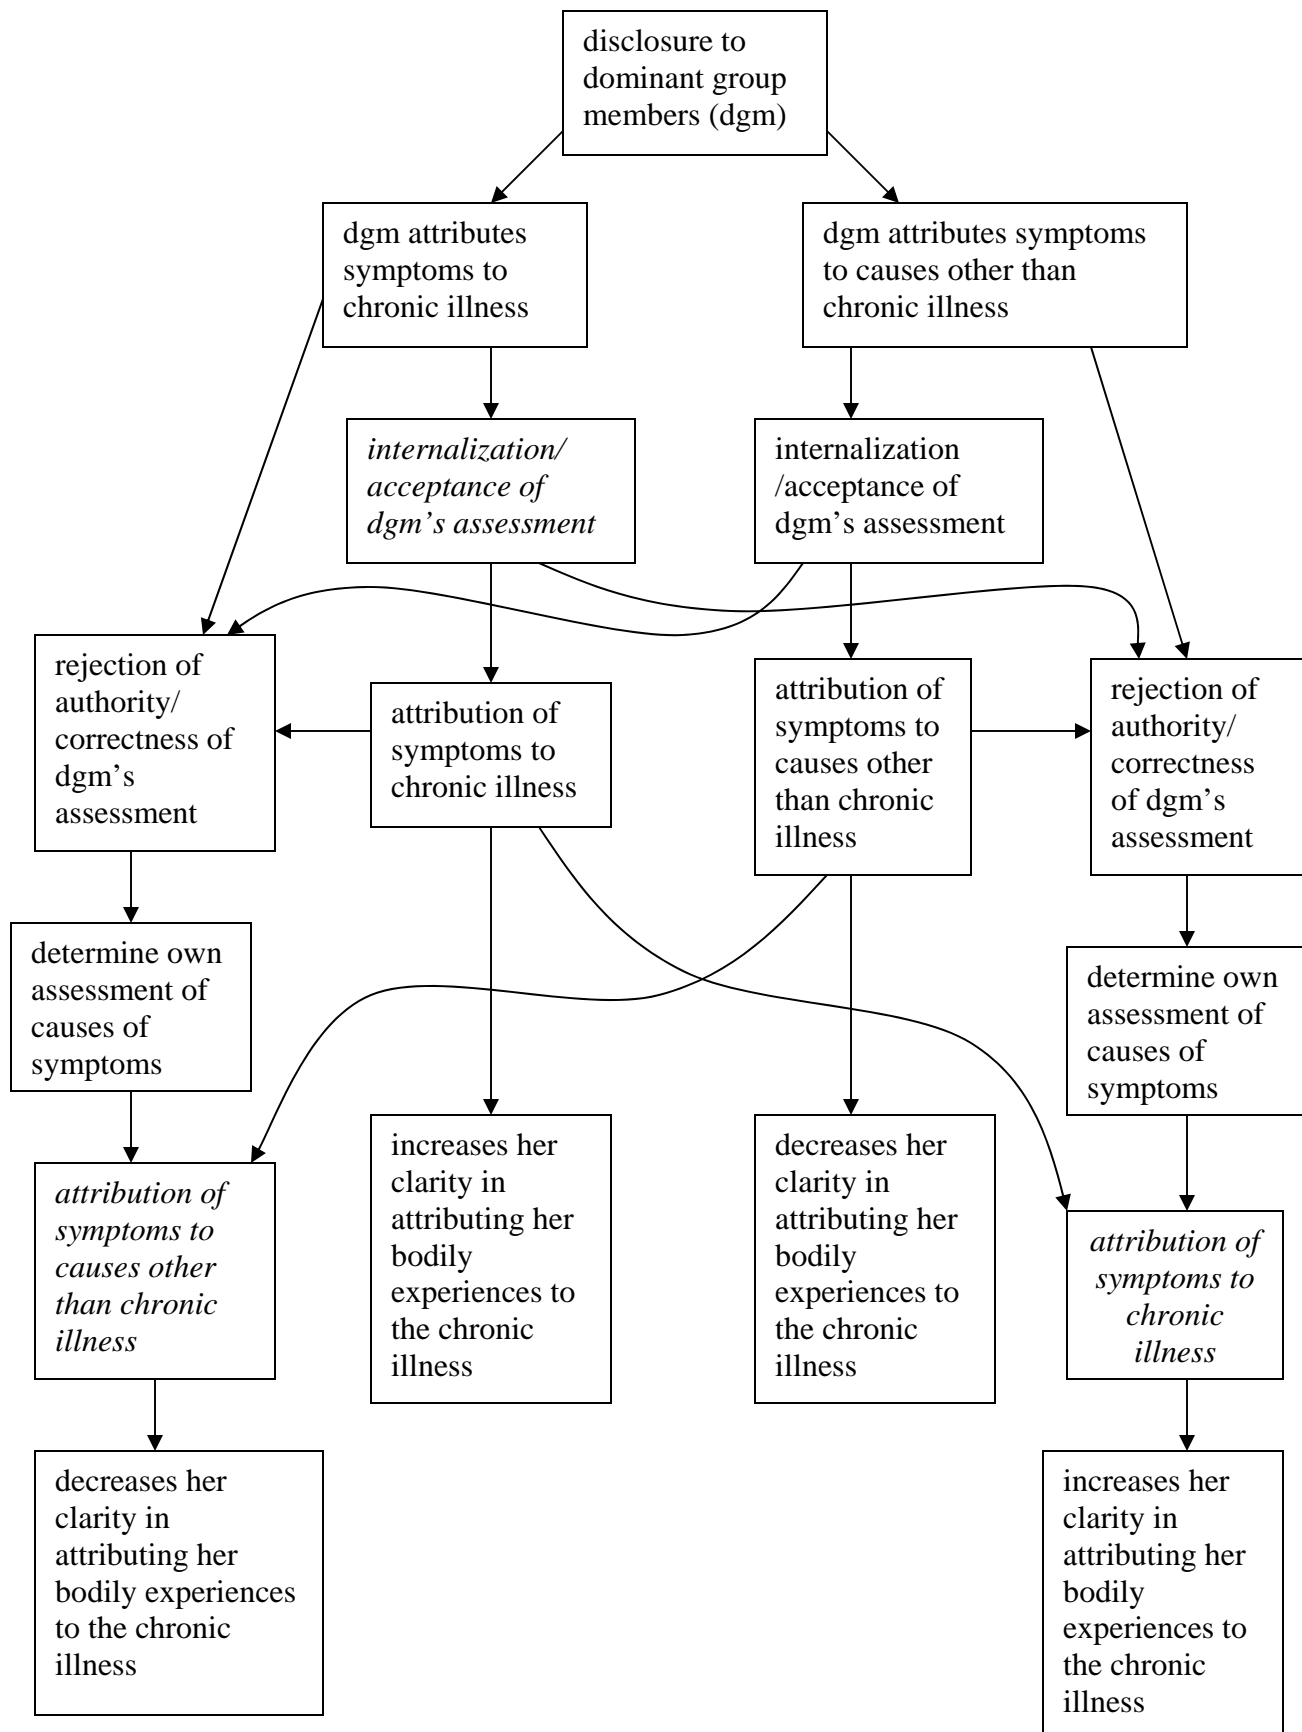 disclosure to
dominant group
members (dgm)
dgm attributes
symptoms to
chronic illness
dgm attributes symptoms
to causes other than
chronic illness
internalization/
acceptance of
dgm’s assessment
internalization
/acceptance of
dgm’s assessment
rejection of
authority/
correctness of
dgm’s
assessment
attribution of
symptoms to
chronic illness
attribution of
symptoms to
causes other
than chronic
illness
rejection of
authority/
correctness
of dgm’s
assessment
determine own
assessment of
causes of
symptoms
determine own
assessment of
causes of
symptoms
attribution of
symptoms to
causes other
than chronic
illness
increases her
clarity in
attributing her
bodily
experiences to
the chronic
illness
decreases her
clarity in
attributing her
bodily
experiences to
the chronic
illness
attribution of
symptoms to
chronic
illness
decreases her
clarity in
attributing her
bodily experiences
to the chronic
illness
increases her
clarity in
attributing her
bodily
experiences to
the chronic
illness